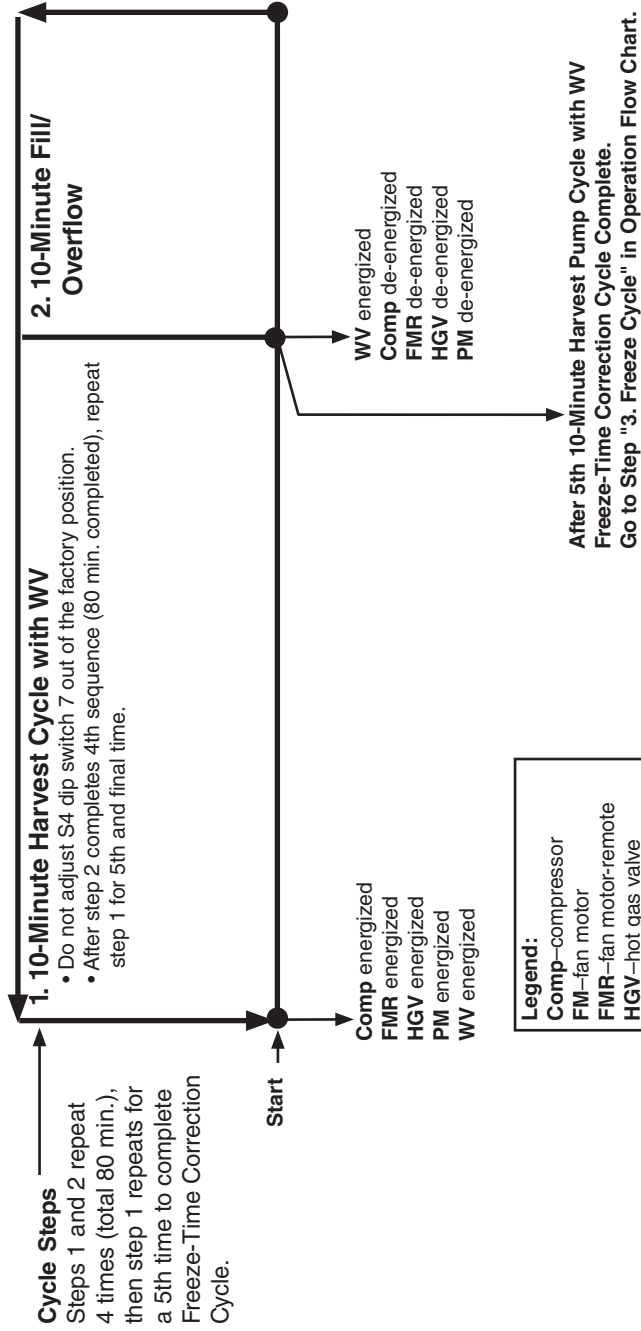 Cycle Steps
Steps 1 and 2 repeat
4 times (total 80 min.),
then step 1 repeats for
a 5th time to complete
Freeze-Time Correction
Cycle.
1. 10-Minute Harvest Cycle with WV
• Do not adjust S4 dip switch 7 out of the factory position.
• After step 2 completes 4th sequence (80 min. completed), repeat
step 1 for 5th and final time.
2. 10-Minute Fill/
Overflow
Start
Comp energized
FMR energized
HGV energized
PM energized
WV energized
WV energized
Comp de-energized
FMR de-energized
HGV de-energized
PM de-energized
After 5th 10-Minute Harvest Pump Cycle with WV
Freeze-Time Correction Cycle Complete.
Go to Step "3. Freeze Cycle" in Operation Flow Chart.
Legend:
Comp–compressor
FM–fan motor
FMR–fan motor-remote
HGV–hot gas valve